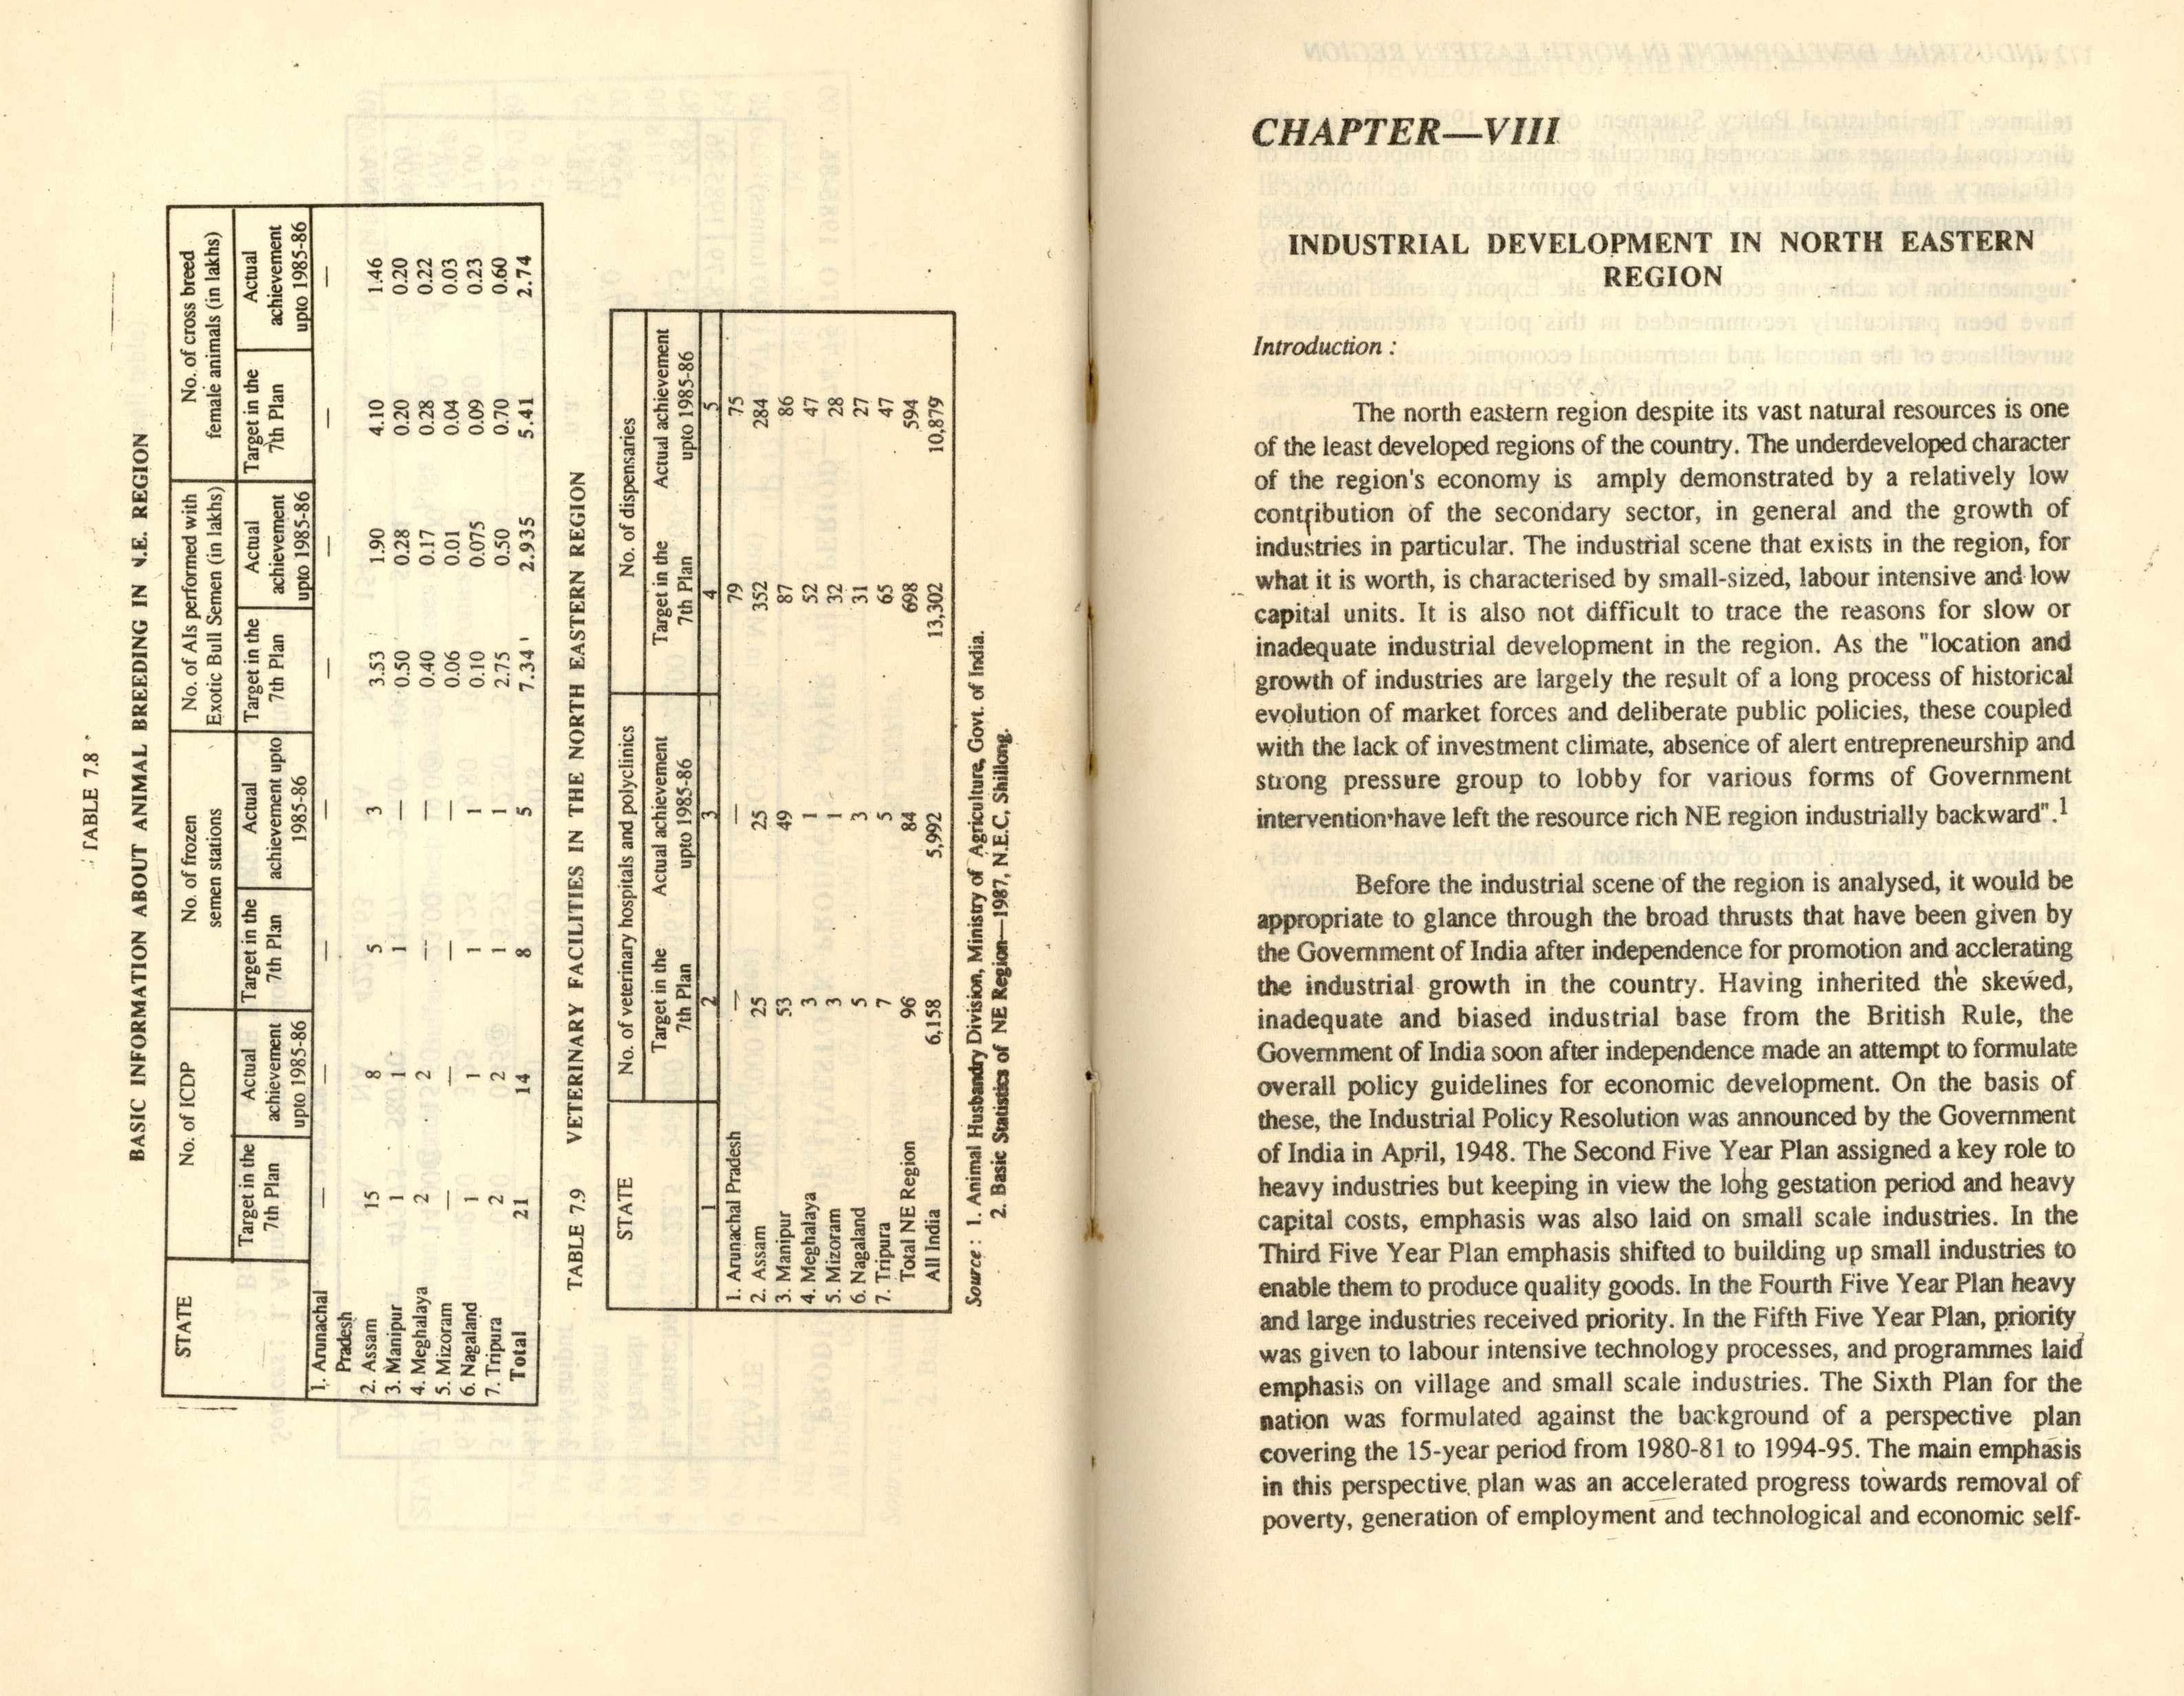 TABLE 7.8
BASIC INFORMATION ABOUT ANIMAL BREEDING IN N.E. REGION
STATE No. of ICDP No. of frozen semen stations No. of AIs performed with Exotic Bull Semen (in lakhs) No. of cross breed female animals (in lakhs)
Target in the 7th Plan Actual achievement upto 1985-86 Target in the 7th Plan Actual achievement upto 1985-86 Target in the 7th Plan Actual achievement upto 1985-86 Target in the 7th Plan Actual achievement upto 1985-86
1. Arunachal Pradesh — — — — — — — —
2. Assam 15 8 5 3 3.53 1.90 4.10 1.46
3. Manipur 1 1 1 — 0.50 0.28 0.20 0.20
4. Meghalaya 2 2 — — 0.40 0.17 0.28 0.22
5. Mizoram — — — — 0.06 0.01 0.04 0.03
6. Nagaland 1 1 1 1 0.10 0.075 0.09 0.23
7. Tripura 2 2 1 1 2.75 0.50 0.70 0.60
Total 21 14 8 5 7.34 2.935 5.41 2.74
TABLE 7.9 VETERINARY FACILITIES IN THE NORTH EASTERN REGION
STATE No. of veterinary hospitals and polyclinics No. of dispensaries
Target in the 7th Plan Actual achievement upto 1985-86 Target in the 7th Plan Actual achievement upto 1985-86
1 2 3 4 5
1. Arunachal Pradesh — — 79 75
2. Assam 25 25 352 284
3. Manipur 53 49 87 86
4. Meghalaya 3 1 52 47
5. Mizoram 3 1 32 28
6. Nagaland 5 3 31 27
7. Tripura 7 5 65 47
Total NE Region 96 84 698 594
All India 6,158 5,992 13,302 10,879
Source : 1. Animal Husbandry Division, Ministry of Agriculture, Govt. of India.
2. Basic Statistics of NE Region—1987, N.E.C, Shillong.
CHAPTER—VIII
INDUSTRIAL DEVELOPMENT IN NORTH EASTERN
REGION
Introduction :
The north eastern region despite its vast natural resources is one
of the least developed regions of the country. The underdeveloped character
of the region's economy is amply demonstrated by a relatively low
contribution of the secondary sector, in general and the growth of
industries in particular. The industrial scene that exists in the region, for
what it is worth, is characterised by small-sized, labour intensive and low
capital units. It is also not difficult to trace the reasons for slow or
inadequate industrial development in the region. As the "location and
growth of industries are largely the result of a long process of historical
evolution of market forces and deliberate public policies, these coupled
with the lack of investment climate, absence of alert entrepreneurship and
strong pressure group to lobby for various forms of Government
intervention have left the resource rich NE region industrially backward".1
Before the industrial scene of the region is analysed, it would be
appropriate to glance through the broad thrusts that have been given by
the Government of India after independence for promotion and acclerating
the industrial growth in the country. Having inherited the skewed,
inadequate and biased industrial base from the British Rule, the
Government of India soon after independence made an attempt to formulate
overall policy guidelines for economic development. On the basis of
these, the Industrial Policy Resolution was announced by the Government
of India in April, 1948. The Second Five Year Plan assigned a key role to
heavy industries but keeping in view the long gestation period and heavy
capital costs, emphasis was also laid on small scale industries. In the
Third Five Year Plan emphasis shifted to building up small industries to
enable them to produce quality goods. In the Fourth Five Year Plan heavy
and large industries received priority. In the Fifth Five Year Plan, priority
was given to labour intensive technology processes, and programmes laid
emphasis on village and small scale industries. The Sixth Plan for the
nation was formulated against the background of a perspective plan
covering the 15-year period from 1980-81 to 1994-95. The main emphasis
in this perspective plan was an accelerated progress towards removal of
poverty, generation of employment and technological and economic self-